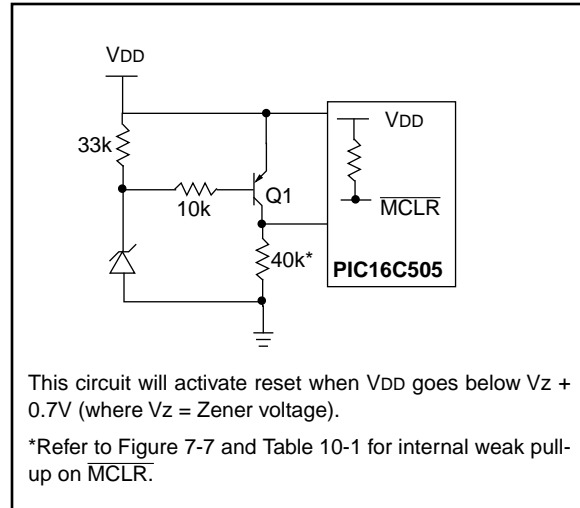 VDD
33k
VDD
10k
Q1
MCLR
40k*
PIC16C505
This circuit will activate reset when VDD goes below Vz +
0.7V (where Vz = Zener voltage).
*Refer to Figure 7-7 and Table 10-1 for internal weak pull-
up on MCLR.